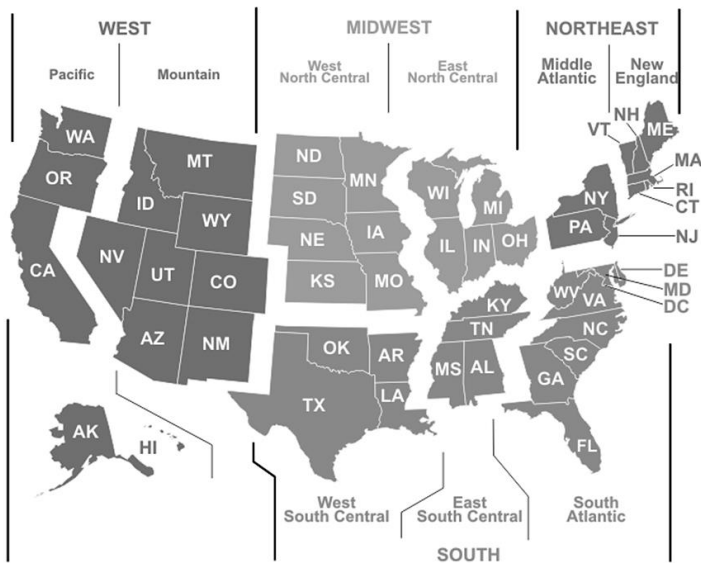 WEST
MIDWEST
NORTHEAST
Pacific
Mountain
West
North Central
East
North Central
Middle
Atlantic
New
England
WA
OR
CA
NV
ID
MT
WY
UT
CO
AZ
NM
AK
HI
ND
SD
NE
KS
MN
IA
MO
WI
IL
MI
IN
OH
NY
PA
VT
NH
ME
MA
RI
CT
NJ
DE
MD
DC
WV
VA
NC
SC
GA
FL
KY
TN
MS
AL
OK
AR
TX
LA
West
South Central
East
South Central
South
Atlantic
SOUTH